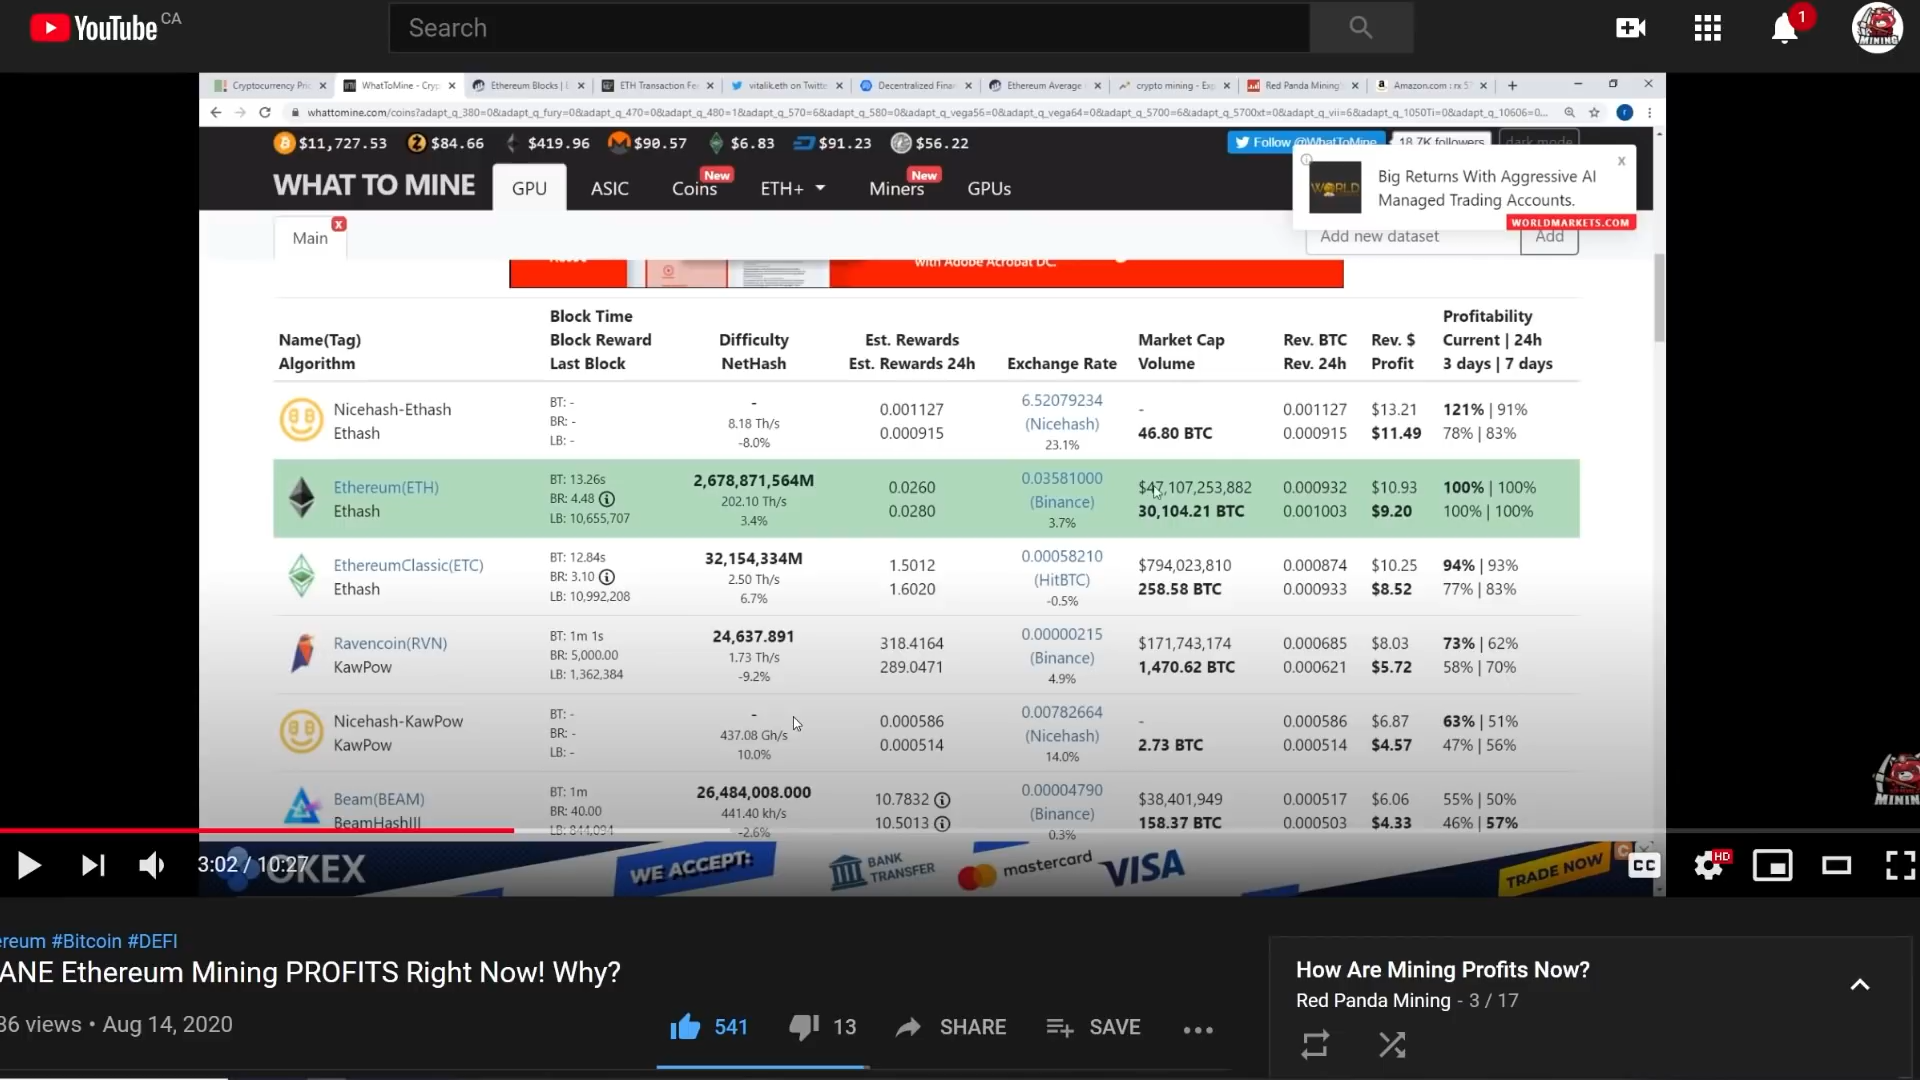 YouTube CA
Search
1
Cryptocurrency Pric
WhatToMine - Cryp
Ethereum Blocks | E
ETH Transaction Fe
vitalik.eth on Twitte
Decentralized Finan
Ethereum Average
crypto mining - Exp
Red Panda Mining
Amazon.com : rx 57
whattomine.com/coins?adapt_q_380=0&adapt_q_fury=0&adapt_q_470=0&adapt_q_480=1&adapt_q_570=6&adapt_q_580=0&adapt_q_vega56=0&adapt_q_vega64=0&adapt_q_5700=6&adapt_q_5700xt=0&adapt_q_vii=6&adapt_q_1050Ti=0&adapt_q_10606=0...
$11,727.53 $84.66 $419.96 $90.57 $6.83 $91.23 $56.22
Follow @WhatToMine 18.7K followers dark mode
WHAT TO MINE GPU ASIC Coins New ETH+ Miners New GPUs
Big Returns With Aggressive AI
Managed Trading Accounts.
WORLDMARKETS.COM
WORLD
Main x
Add new dataset Add
with Adobe Acrobat DC.
Name(Tag)
Algorithm
Block Time
Block Reward
Last Block
Difficulty
NetHash
Est. Rewards
Est. Rewards 24h
Exchange Rate
Market Cap
Volume
Rev. BTC
Rev. 24h
Rev. $
Profit
Profitability
Current | 24h
3 days | 7 days
Nicehash-Ethash
Ethash
BT: -
BR: -
LB: -
-
8.18 Th/s
-8.0%
0.001127
0.000915
6.52079234
(Nicehash)
23.1%
-
46.80 BTC
0.001127
0.000915
$13.21
$11.49
121% | 91%
78% | 83%
Ethereum(ETH)
Ethash
BT: 13.26s
BR: 4.48
LB: 10,655,707
2,678,871,564M
202.10 Th/s
3.4%
0.0260
0.0280
0.03581000
(Binance)
3.7%
$47,107,253,882
30,104.21 BTC
0.000932
0.001003
$10.93
$9.20
100% | 100%
100% | 100%
EthereumClassic(ETC)
Ethash
BT: 12.84s
BR: 3.10
LB: 10,992,208
32,154,334M
2.50 Th/s
6.7%
1.5012
1.6020
0.00058210
(HitBTC)
-0.5%
$794,023,810
258.58 BTC
0.000874
0.000933
$10.25
$8.52
94% | 93%
77% | 83%
Ravencoin(RVN)
KawPow
BT: 1m 1s
BR: 5,000.00
LB: 1,362,384
24,637.891
1.73 Th/s
-9.2%
318.4164
289.0471
0.00000215
(Binance)
4.9%
$171,743,174
1,470.62 BTC
0.000685
0.000621
$8.03
$5.72
73% | 62%
58% | 70%
Nicehash-KawPow
KawPow
BT: -
BR: -
LB: -
-
437.08 Gh/s
10.0%
0.000586
0.000514
0.00782664
(Nicehash)
14.0%
-
2.73 BTC
0.000586
0.000514
$6.87
$4.57
63% | 51%
47% | 56%
Beam(BEAM)
BeamHashIII
BT: 1m
BR: 40.00
LB: 844,094
26,484,008.000
441.40 kh/s
-2.6%
10.7832
10.5013
0.00004790
(Binance)
0.3%
$38,401,949
158.37 BTC
0.000517
0.000503
$6.06
$4.33
55% | 50%
46% | 57%
MINING
3:02 / 10:27
OKEX WE ACCEPT: BANK TRANSFER mastercard VISA TRADE NOW
CC HD
ereum #Bitcoin #DEFI
ANE Ethereum Mining PROFITS Right Now! Why?
36 views • Aug 14, 2020
541 13 SHARE SAVE
How Are Mining Profits Now?
Red Panda Mining - 3 / 17